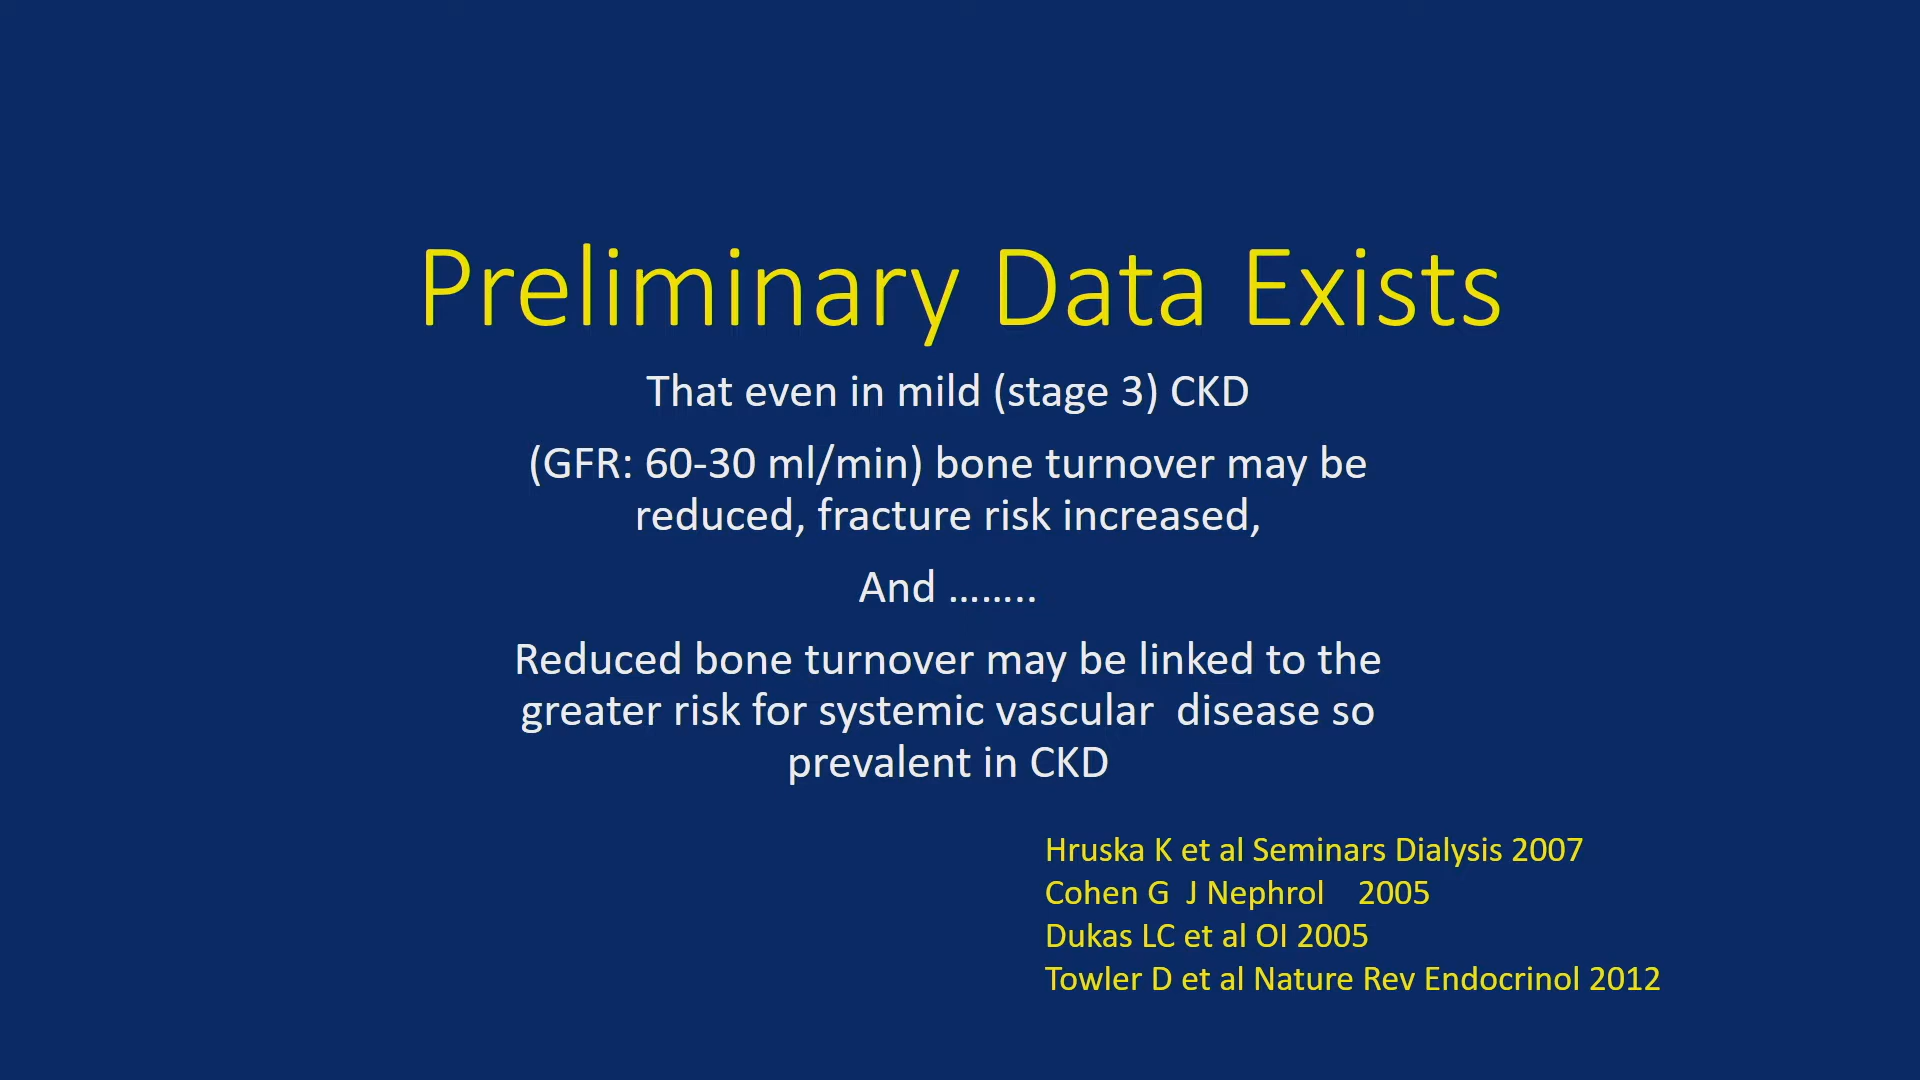 Preliminary Data Exists
That even in mild (stage 3) CKD
(GFR: 60-30 ml/min) bone turnover may be
reduced, fracture risk increased,
And ........
Reduced bone turnover may be linked to the
greater risk for systemic vascular  disease so
prevalent in CKD
Hruska K et al Seminars Dialysis 2007
Cohen G  J Nephrol    2005
Dukas LC et al OI 2005
Towler D et al Nature Rev Endocrinol 2012